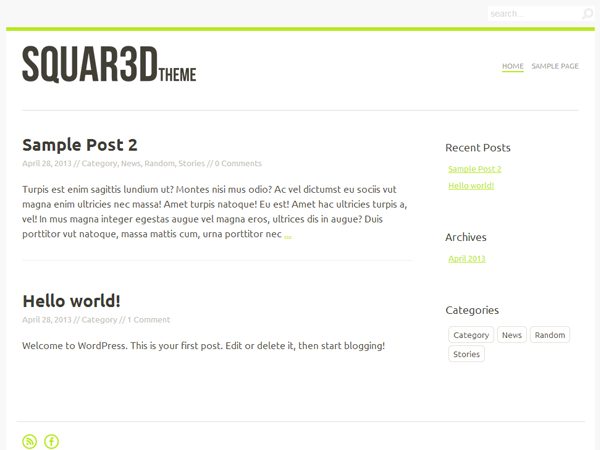 search...
SQUAR3DTHEME
HOME SAMPLE PAGE
Sample Post 2
April 28, 2013 // Category, News, Random, Stories // 0 Comments
Turpis est enim sagittis lundium ut? Montes nisi mus odio? Ac vel dictumst eu sociis vut
magna enim ultricies nec massa! Amet turpis natoque! Eu est! Amet hac ultricies turpis a,
vel! In mus magna integer egestas augue vel magna eros, ultrices dis in augue? Duis
porttitor vut natoque, massa mattis cum, urna porttitor nec ...
Hello world!
April 28, 2013 // Category // 1 Comment
Welcome to WordPress. This is your first post. Edit or delete it, then start blogging!
Recent Posts
Sample Post 2
Hello world!
Archives
April 2013
Categories
Category News Random
Stories